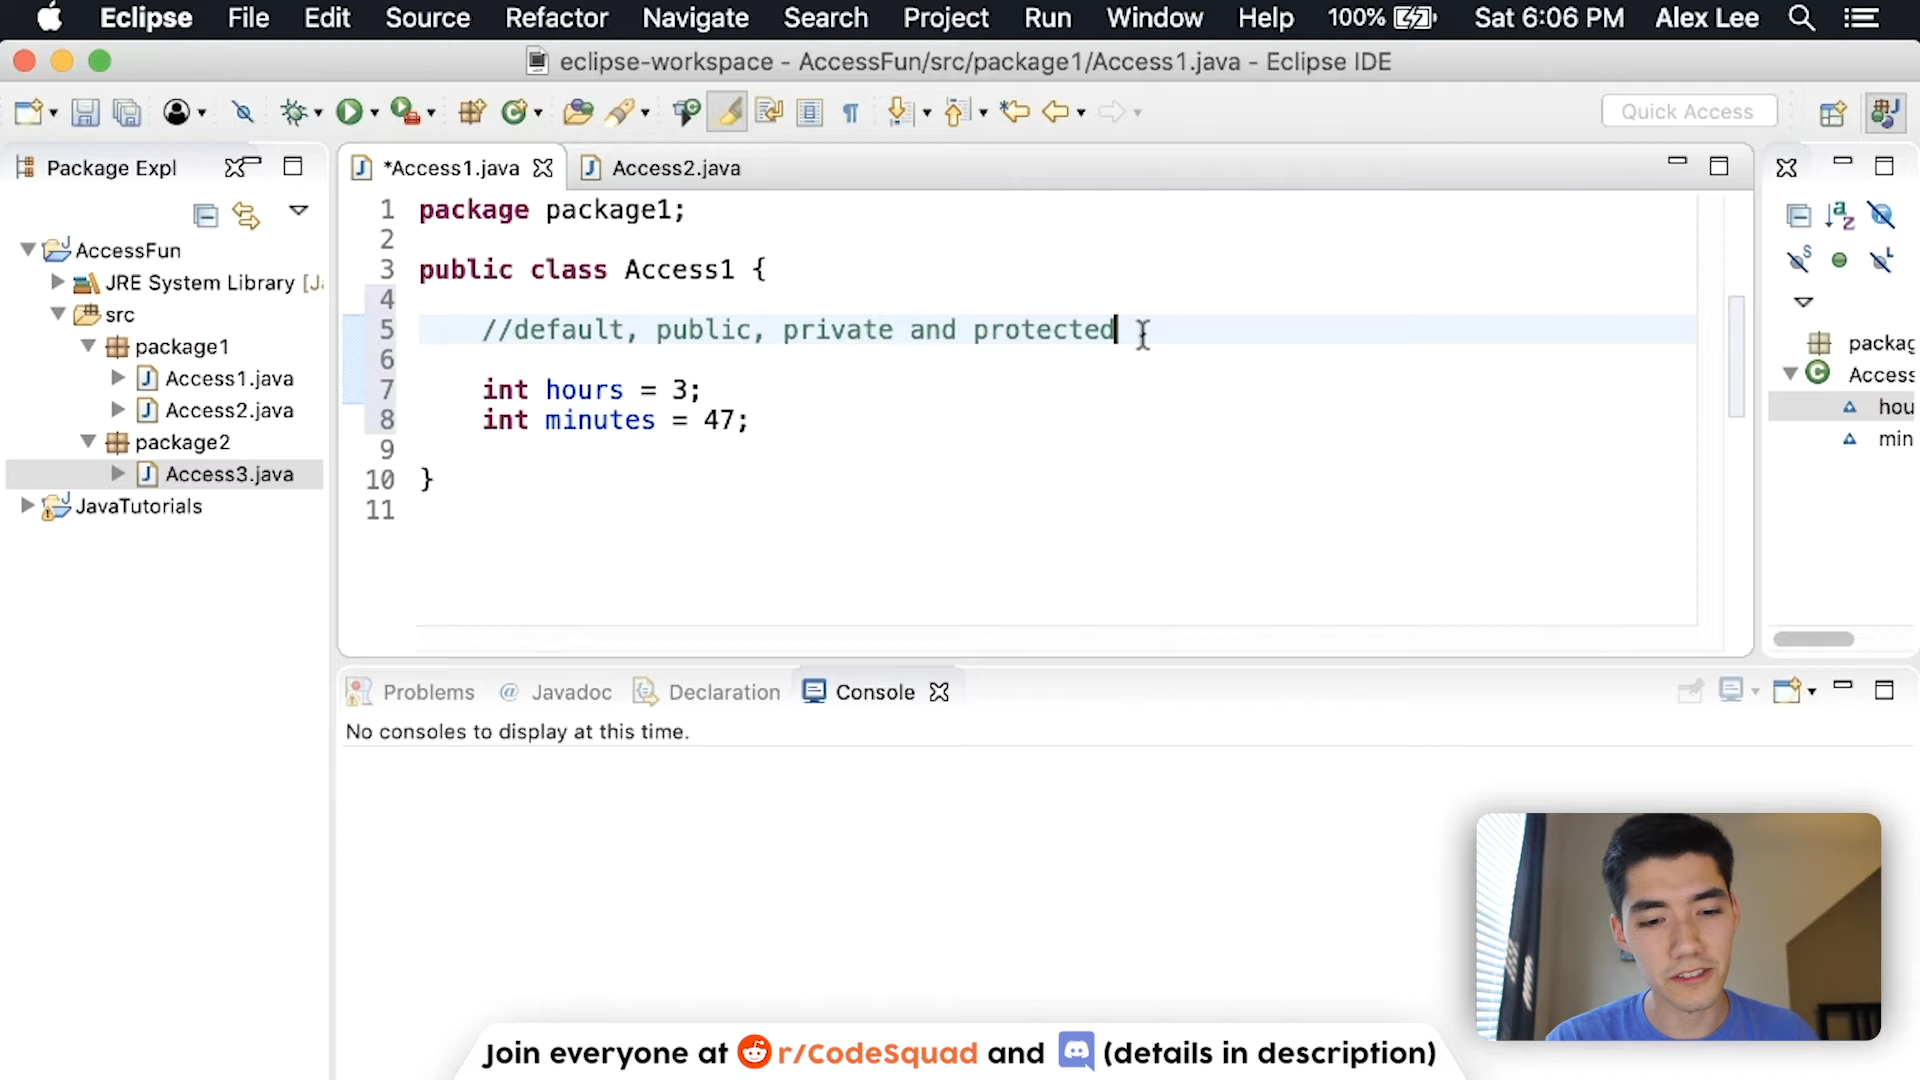 Eclipse File Edit Source Refactor Navigate Search Project Run Window Help 100% Sat 6:06 PM Alex Lee
eclipse-workspace - AccessFun/src/package1/Access1.java - Eclipse IDE
Quick Access
Package Expl
AccessFun
JRE System Library [Ja
src
package1
Access1.java
Access2.java
package2
Access3.java
JavaTutorials
*Access1.java Access2.java
1 package package1;
2
3 public class Access1 {
4
5 //default, public, private and protected
6
7 int hours = 3;
8 int minutes = 47;
9
10 }
11
packag
Access
hou
min
Problems @ Javadoc Declaration Console
No consoles to display at this time.
Join everyone at r/CodeSquad and (details in description)